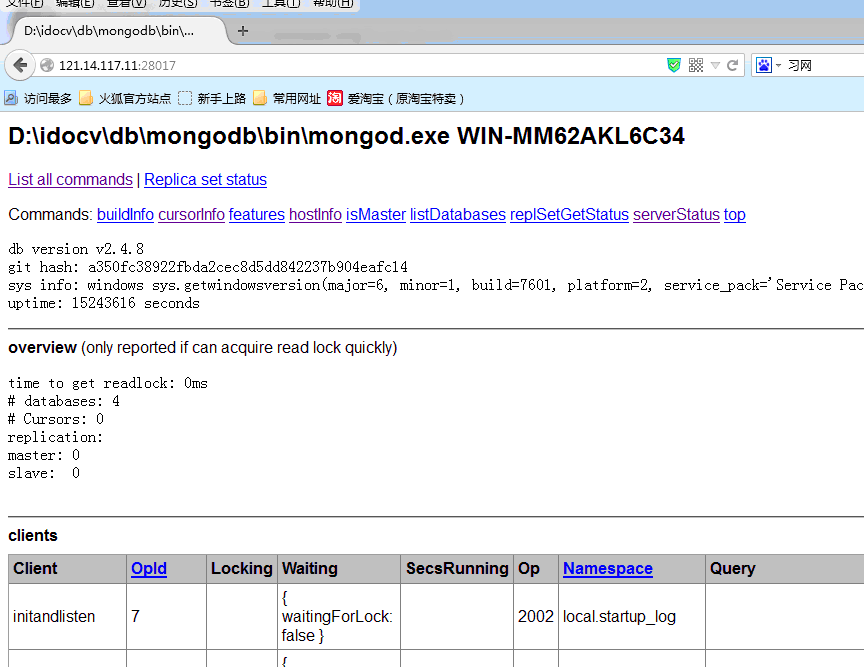 文件(F) 编辑(E) 查看(V) 历史(S) 书签(B) 工具(T) 帮助(H)
D:\idocv\db\mongodb\bin\... +
121.14.117.11:28017 习网
访问最多 火狐官方站点 新手上路 常用网址 淘 爱淘宝（原淘宝特卖）
D:\idocv\db\mongodb\bin\mongod.exe WIN-MM62AKL6C34
List all commands | Replica set status
Commands: buildInfo cursorInfo features hostInfo isMaster listDatabases replSetGetStatus serverStatus top
db version v2.4.8
git hash: a350fc38922fbda2cec8d5dd842237b904eafc14
sys info: windows sys.getwindowsversion(major=6, minor=1, build=7601, platform=2, service_pack='Service Pac
uptime: 15243616 seconds
overview (only reported if can acquire read lock quickly)
time to get readlock: 0ms
# databases: 4
# Cursors: 0
replication:
master: 0
slave:  0
clients
Client OpId Locking Waiting SecsRunning Op Namespace Query
initandlisten 7 { waitingForLock: false } 2002 local.startup_log
{